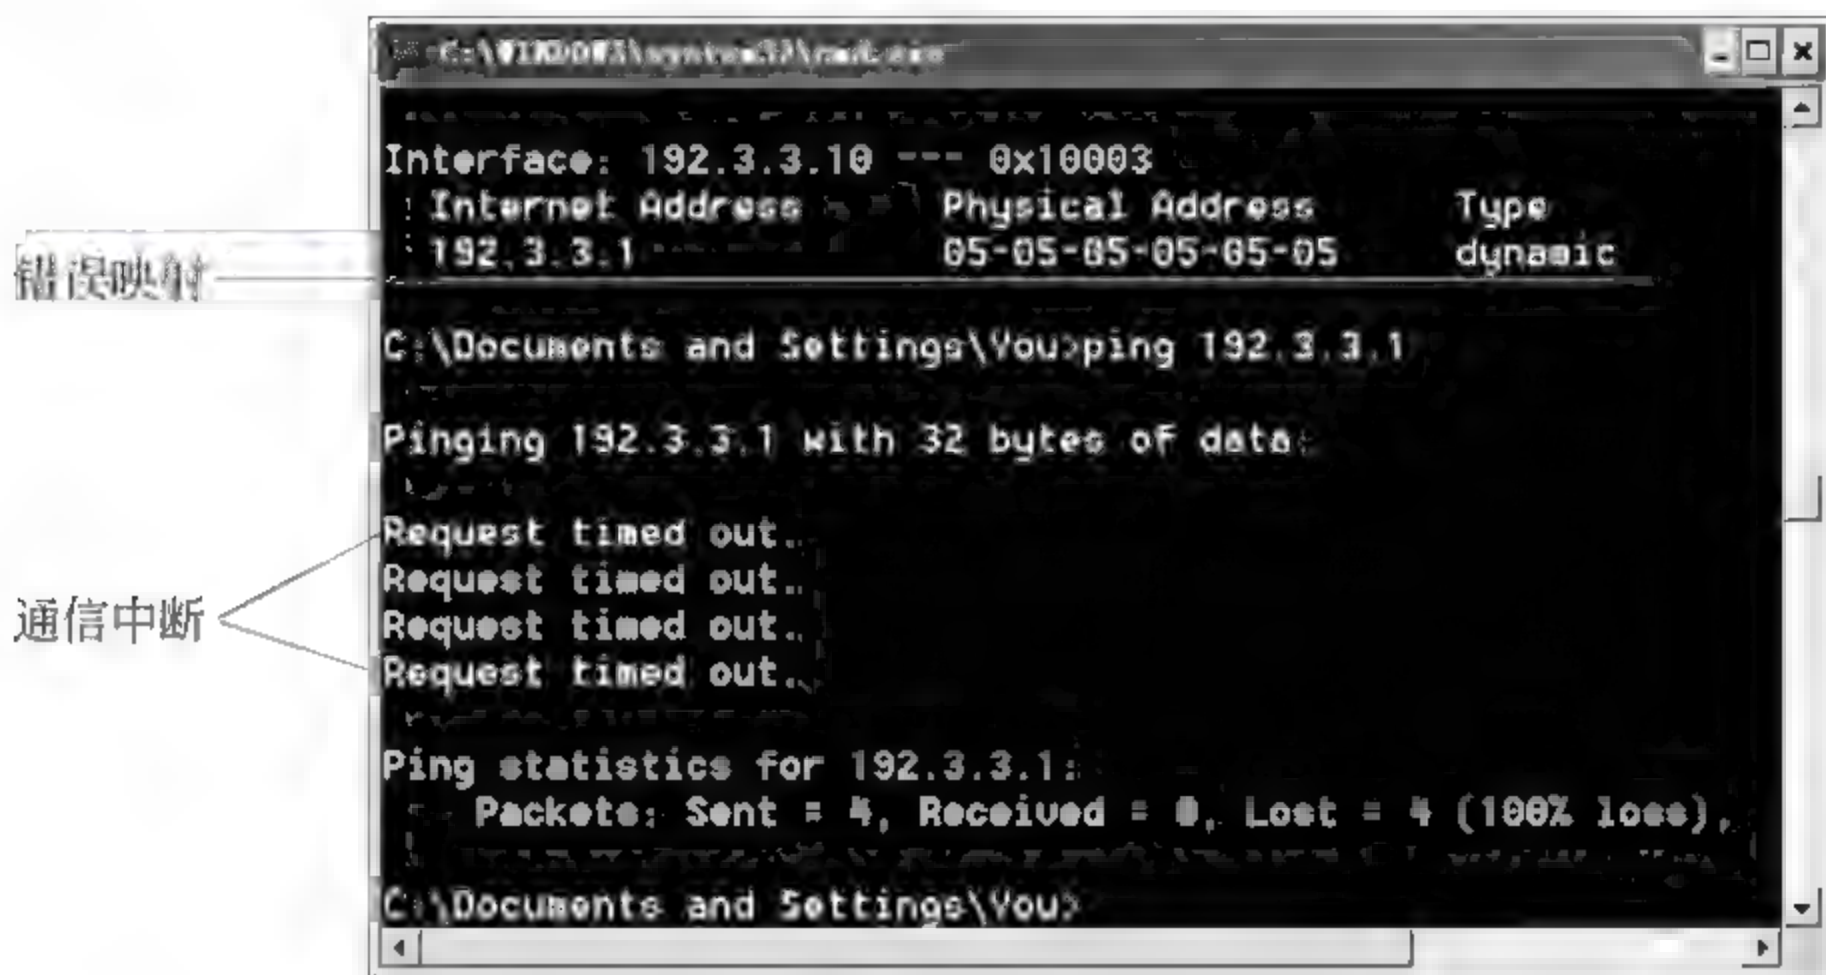 C:\WINDOWS\system32\cmd.exe
Interface: 192.3.3.10 --- 0x10003
Internet Address Physical Address Type
192.3.3.1 05-05-05-05-05-05 dynamic
错误映射
C:\Documents and Settings\You>ping 192.3.3.1
Pinging 192.3.3.1 with 32 bytes of data:
Request timed out.
Request timed out.
通信中断
Request timed out.
Request timed out.
Ping statistics for 192.3.3.1:
Packets: Sent = 4, Received = 0, Lost = 4 (100% loss),
C:\Documents and Settings\You>